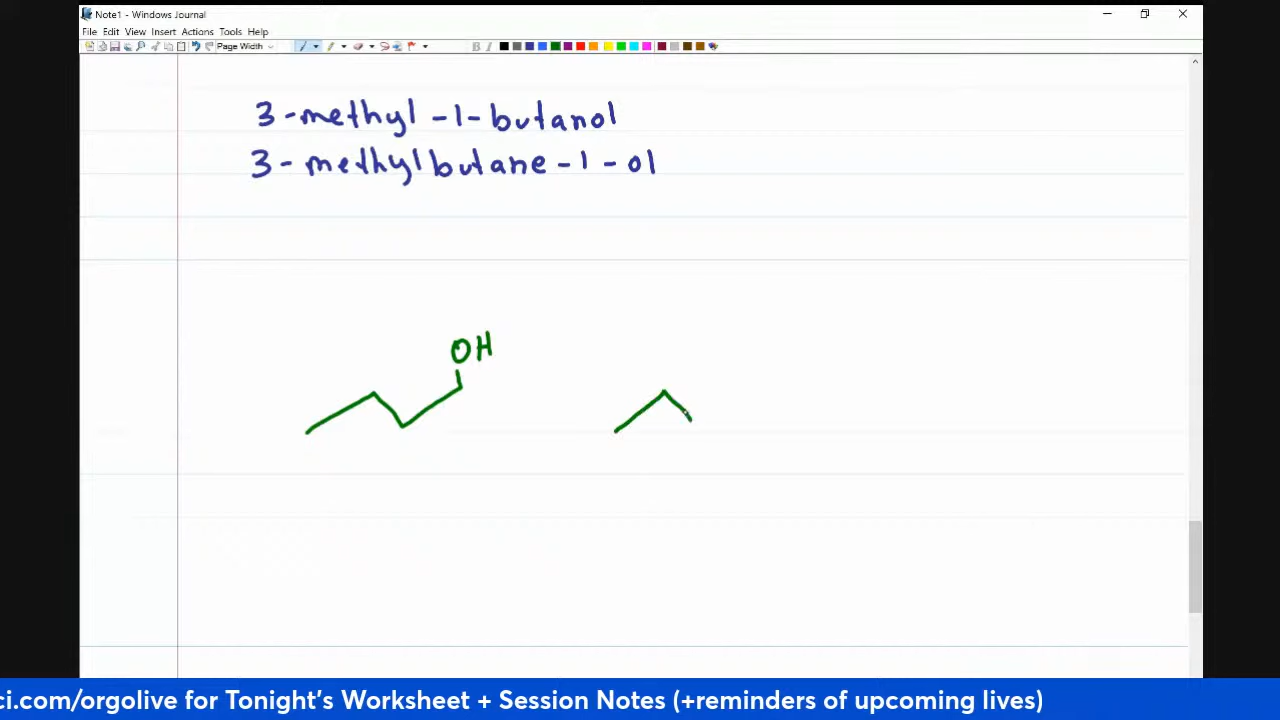 Note1 - Windows Journal
File Edit View Insert Actions Tools Help
Page Width
B I
3-methyl-1-butanol
3-methylbutane-1-ol
OH
ci.com/orgolive for Tonight's Worksheet + Session Notes (+reminders of upcoming lives)